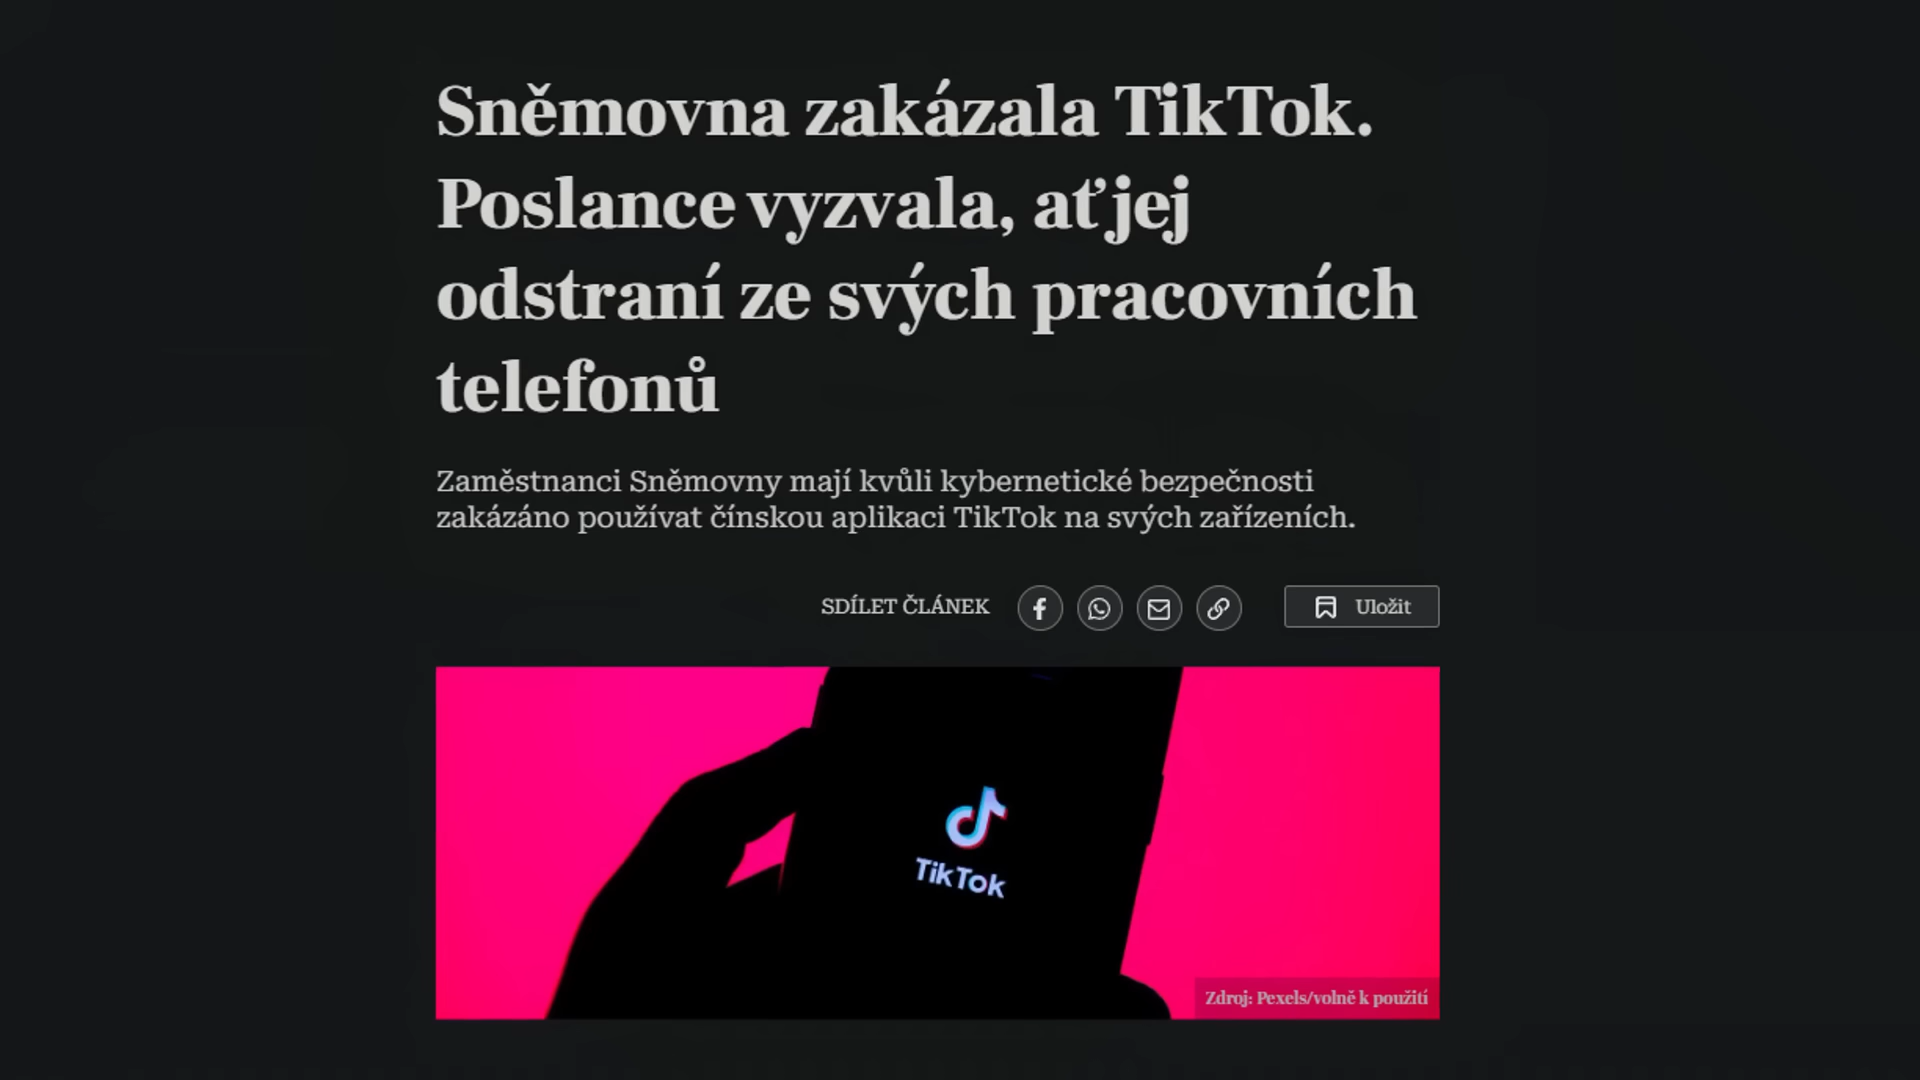 Sněmovna zakázala TikTok.
Poslance vyzvala, ať jej
odstraní ze svých pracovních
telefonů
Zaměstnanci Sněmovny mají kvůli kybernetické bezpečnosti
zakázáno používat čínskou aplikaci TikTok na svých zařízeních.
SDÍLET ČLÁNEK
Uložit
TikTok
Zdroj: Pexels/volně k použití